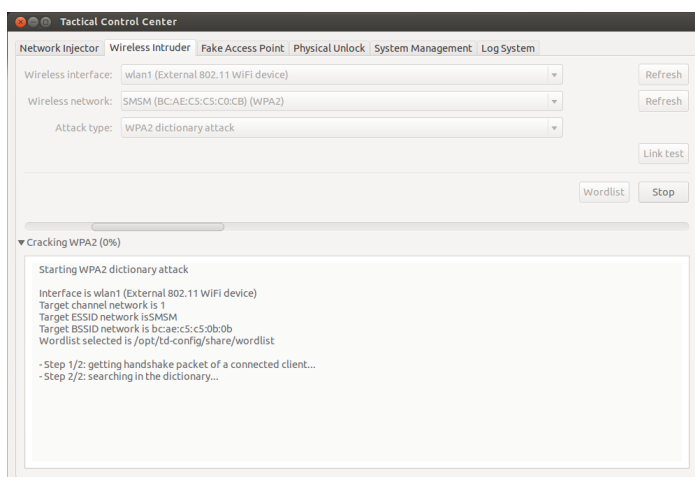 Tactical Control Center
Network Injector Wireless Intruder Fake Access Point Physical Unlock System Management Log System
Wireless interface: wlan1 (External 802.11 WiFi device) Refresh
Wireless network: SMSM (BC:AE:C5:C5:C0:CB) (WPA2) Refresh
Attack type: WPA2 dictionary attack
Link test
Wordlist Stop
Cracking WPA2 (0%)
Starting WPA2 dictionary attack
Interface is wlan1 (External 802.11 WiFi device)
Target channel network is 1
Target ESSID network isSMSM
Target BSSID network is bc:ae:c5:c5:0b:0b
Wordlist selected is /opt/td-config/share/wordlist
- Step 1/2: getting handshake packet of a connected client...
- Step 2/2: searching in the dictionary...